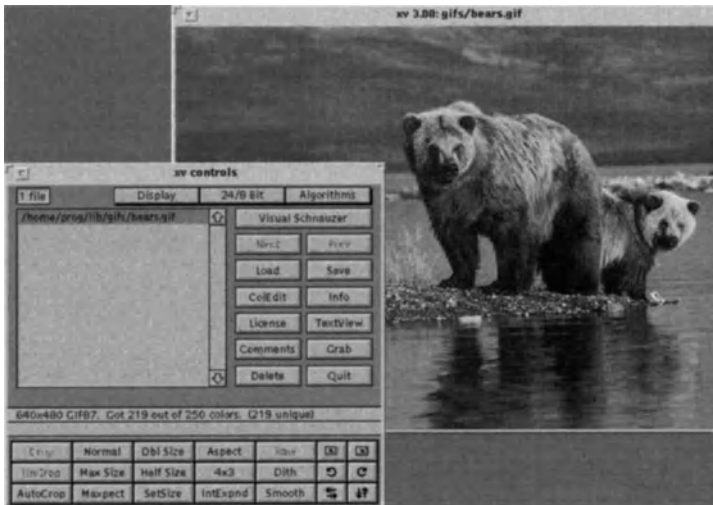 xv 3.00: gifs/bears.gif
xv controls
1 file Display 24/8 Bit Algorithms
/home/prog/lib/gifs/bears.gif
Visual Schnauzer
Next Prev
Load Save
ColEdit Info
License TextView
Comments Grab
Delete Quit
640x480 GIF87. Got 219 out of 250 colors. (219 unique)
Crop Normal Dbl Size Aspect Raw
UnCrop Max Size Half Size 4x3 Dith
AutoCrop Maxpect SetSize IntExpnd Smooth